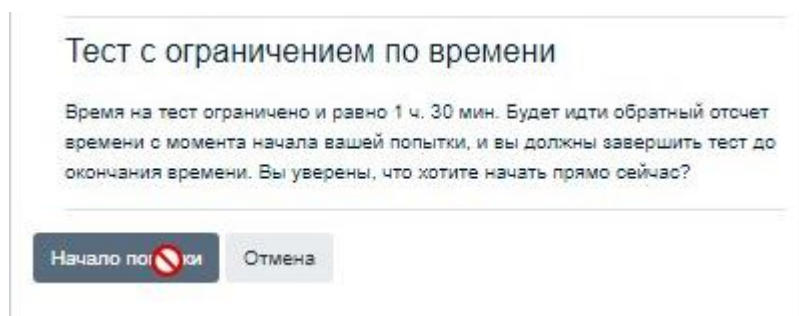 Тест с ограничением по времени
Время на тест ограничено и равно 1 ч. 30 мин. Будет идти обратный отсчет
времени с момента начала вашей попытки, и вы должны завершить тест до
окончания времени. Вы уверены, что хотите начать прямо сейчас?
Начало попытки
Отмена